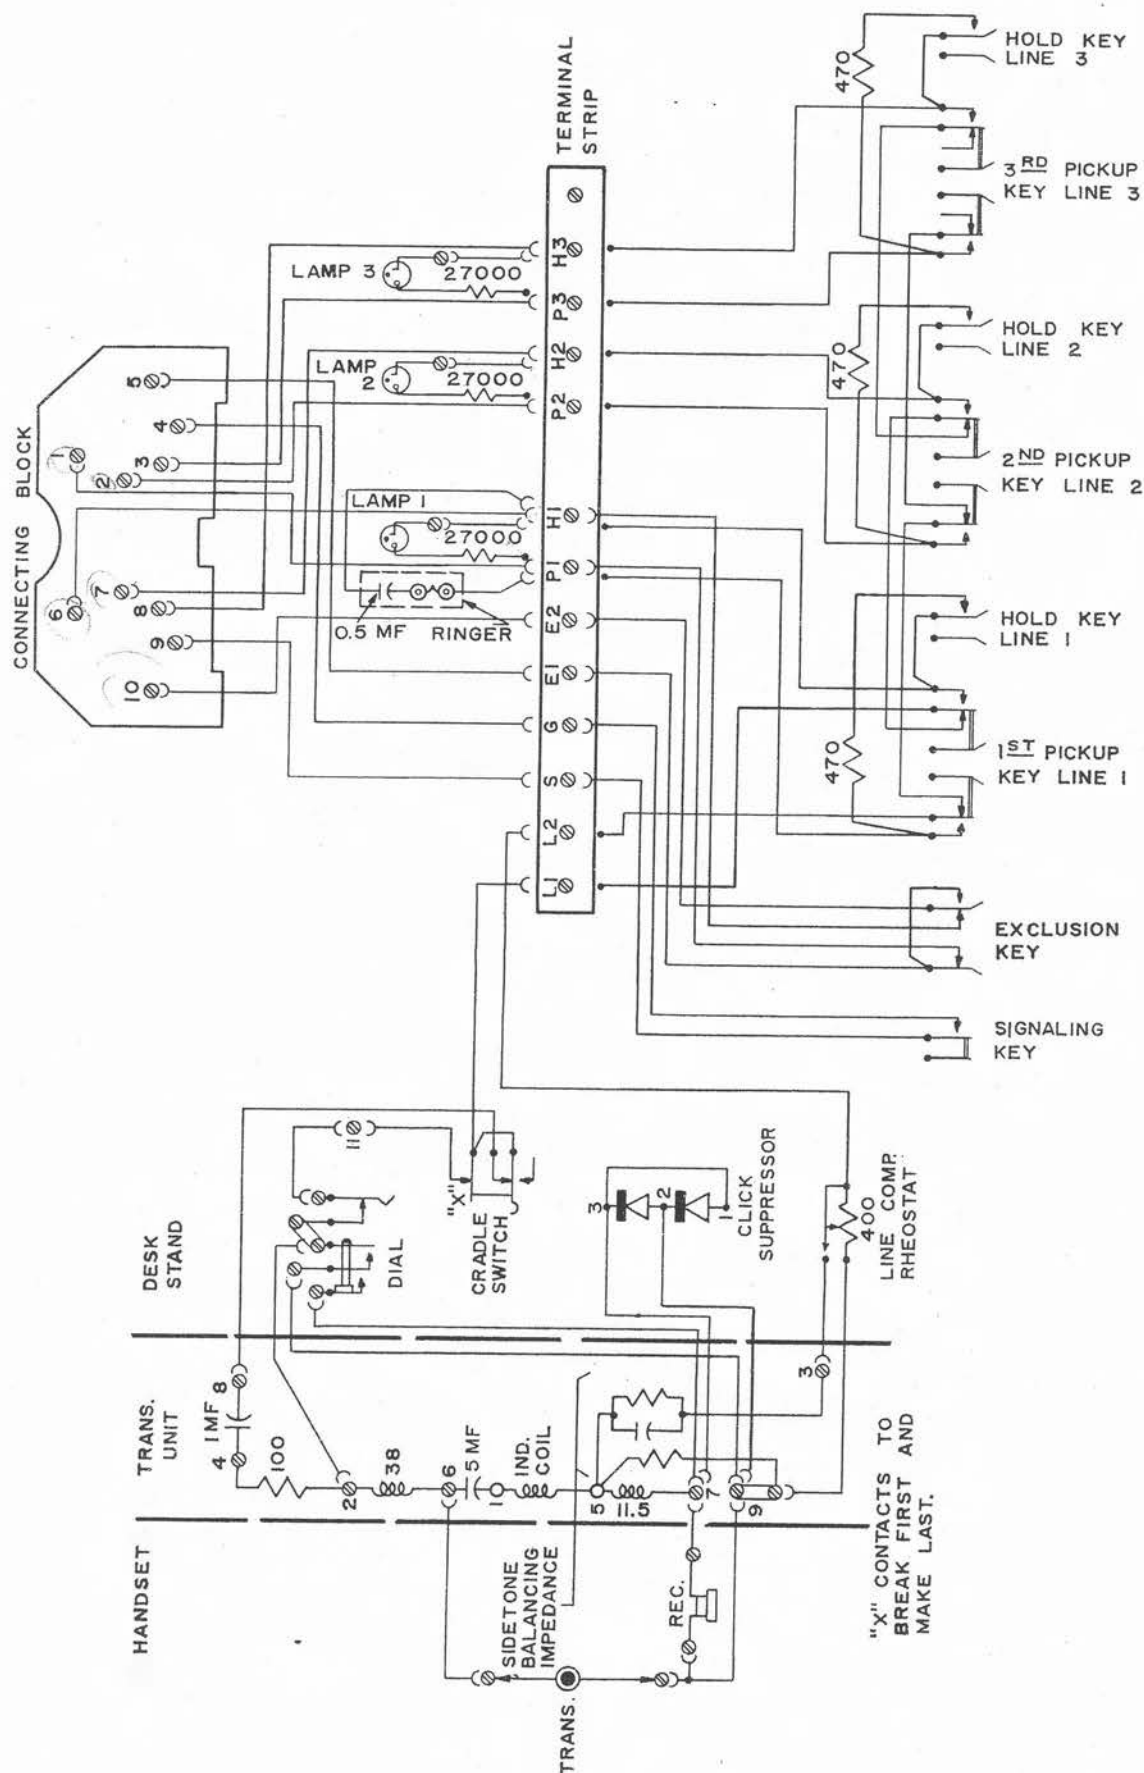 CONNECTING BLOCK
1
2
3
4
5
6
7
8
9
10
LAMP 3
27000
LAMP
2
27000
LAMP 1
27000
0.5 MF
RINGER
TERMINAL
STRIP
H3
P3
H2
P2
H1
P1
E2
E1
G
S
L2
L1
470
HOLD KEY
LINE 3
3RD PICKUP
KEY LINE 3
470
HOLD KEY
LINE 2
2ND PICKUP
KEY LINE 2
470
HOLD KEY
LINE 1
1ST PICKUP
KEY LINE 1
EXCLUSION
KEY
SIGNALING
KEY
DESK
STAND
11
DIAL
"X"
CRADLE
SWITCH
3
2
1
CLICK
SUPPRESSOR
400
LINE COMP.
RHEOSTAT
TRANS.
UNIT
8
1MF
4
100
2
38
6
5 MF
1
IND.
COIL
5
11.5
7
9
3
HANDSET
SIDETONE
BALANCING
IMPEDANCE
TRANS.
REC.
"X" CONTACTS TO
BREAK FIRST AND
MAKE LAST.